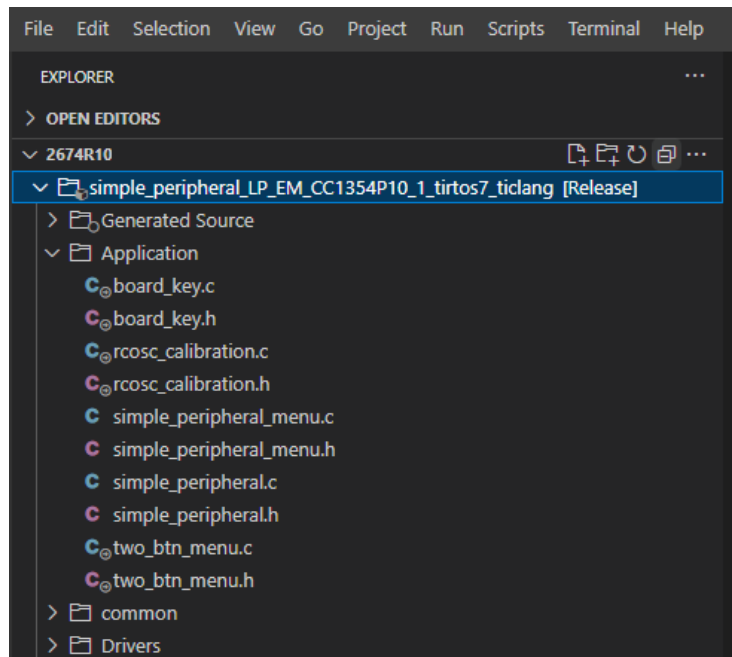 File Edit Selection View Go Project Run Scripts Terminal Help
EXPLORER
OPEN EDITORS
2674R10
simple_peripheral_LP_EM_CC1354P10_1_tirtos7_ticlang [Release]
Generated Source
Application
C board_key.c
C board_key.h
C rcosc_calibration.c
C rcosc_calibration.h
C simple_peripheral_menu.c
C simple_peripheral_menu.h
C simple_peripheral.c
C simple_peripheral.h
C two_btn_menu.c
C two_btn_menu.h
common
Drivers